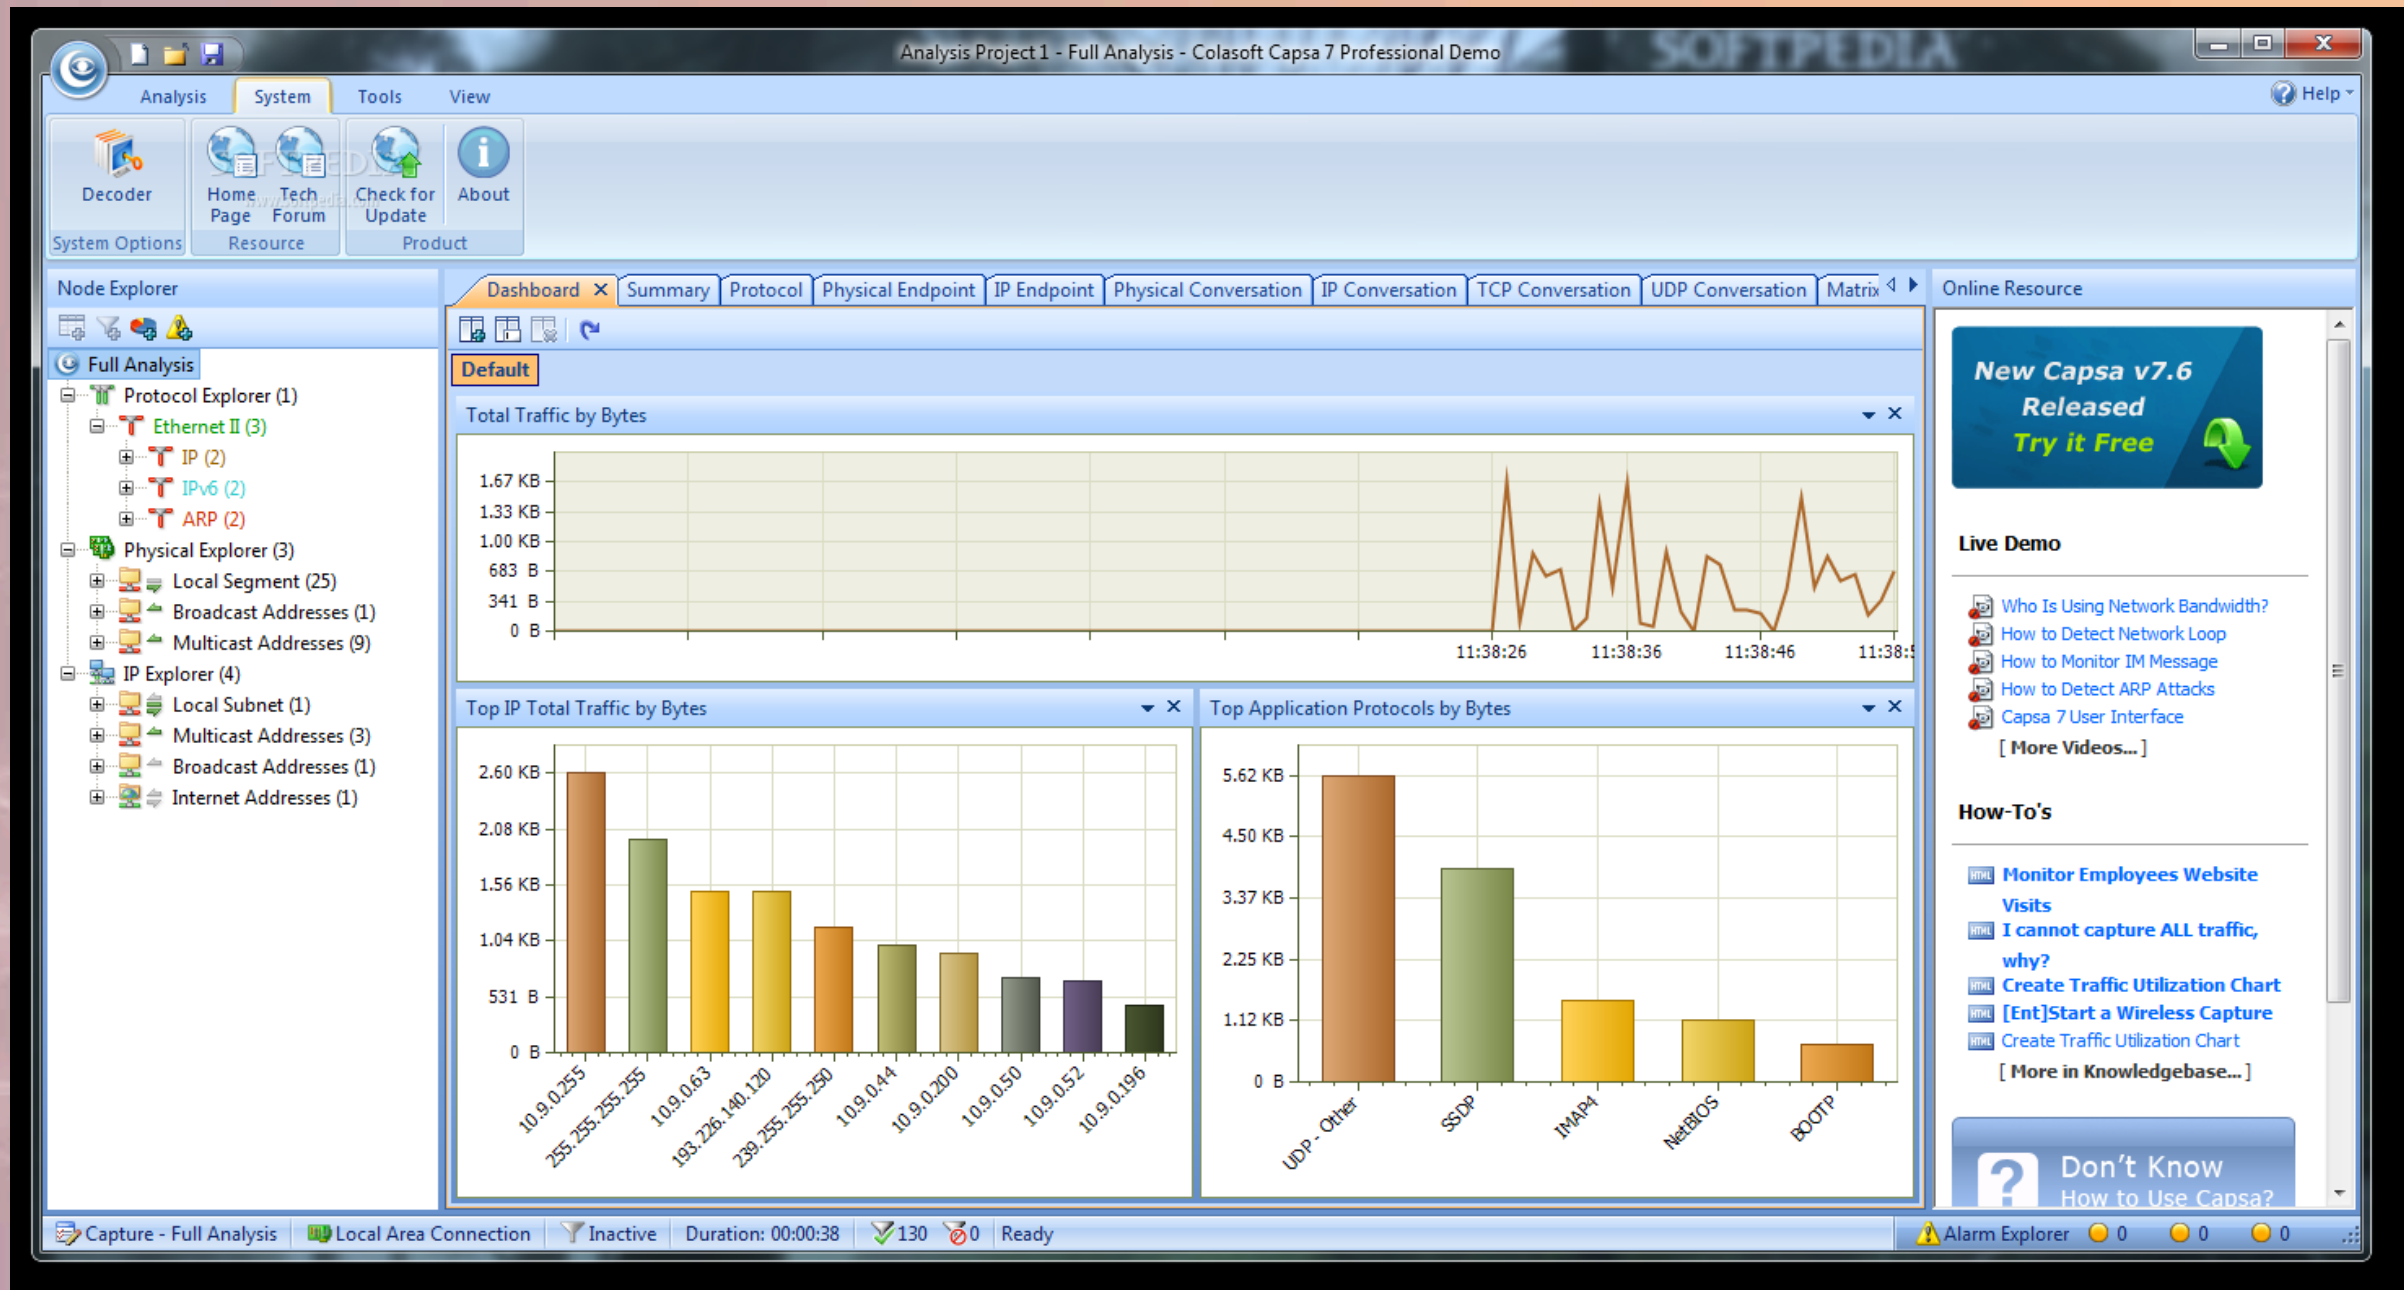 Analysis Project 1 - Full Analysis - Colasoft Capsa 7 Professional Demo
SOFTPEDIA
Analysis System Tools View
Help
Decoder
Home Page
Tech Forum
Check for Update
About
SOFTPEDIA
www.softpedia.com
System Options Resource Product
Node Explorer
Full Analysis
Protocol Explorer (1)
Ethernet II (3)
IP (2)
IPv6 (2)
ARP (2)
Physical Explorer (3)
Local Segment (25)
Broadcast Addresses (1)
Multicast Addresses (9)
IP Explorer (4)
Local Subnet (1)
Multicast Addresses (3)
Broadcast Addresses (1)
Internet Addresses (1)
Dashboard Summary Protocol Physical Endpoint IP Endpoint Physical Conversation IP Conversation TCP Conversation UDP Conversation Matrix
Default
Total Traffic by Bytes
1.67 KB
1.33 KB
1.00 KB
683 B
341 B
0 B
11:38:26 11:38:36 11:38:46 11:38:5
Top IP Total Traffic by Bytes
2.60 KB
2.08 KB
1.56 KB
1.04 KB
531 B
0 B
10.9.0.255
255.255.255.255
10.9.0.63
193.226.140.120
239.255.255.250
10.9.0.44
10.9.0.200
10.9.0.50
10.9.0.52
10.9.0.196
Top Application Protocols by Bytes
5.62 KB
4.50 KB
3.37 KB
2.25 KB
1.12 KB
0 B
UDP - Other
SSDP
IMAP4
NetBIOS
BOOTP
Online Resource
New Capsa v7.6
Released
Try it Free
Live Demo
Who Is Using Network Bandwidth?
How to Detect Network Loop
How to Monitor IM Message
How to Detect ARP Attacks
Capsa 7 User Interface
[ More Videos... ]
How-To's
HTML Monitor Employees Website
Visits
HTML I cannot capture ALL traffic,
why?
HTML Create Traffic Utilization Chart
HTML [Ent]Start a Wireless Capture
HTML Create Traffic Utilization Chart
[ More in Knowledgebase... ]
? Don't Know
How to Use Capsa?
Capture - Full Analysis Local Area Connection Inactive Duration: 00:00:38 130 0 Ready
Alarm Explorer 0 0 0